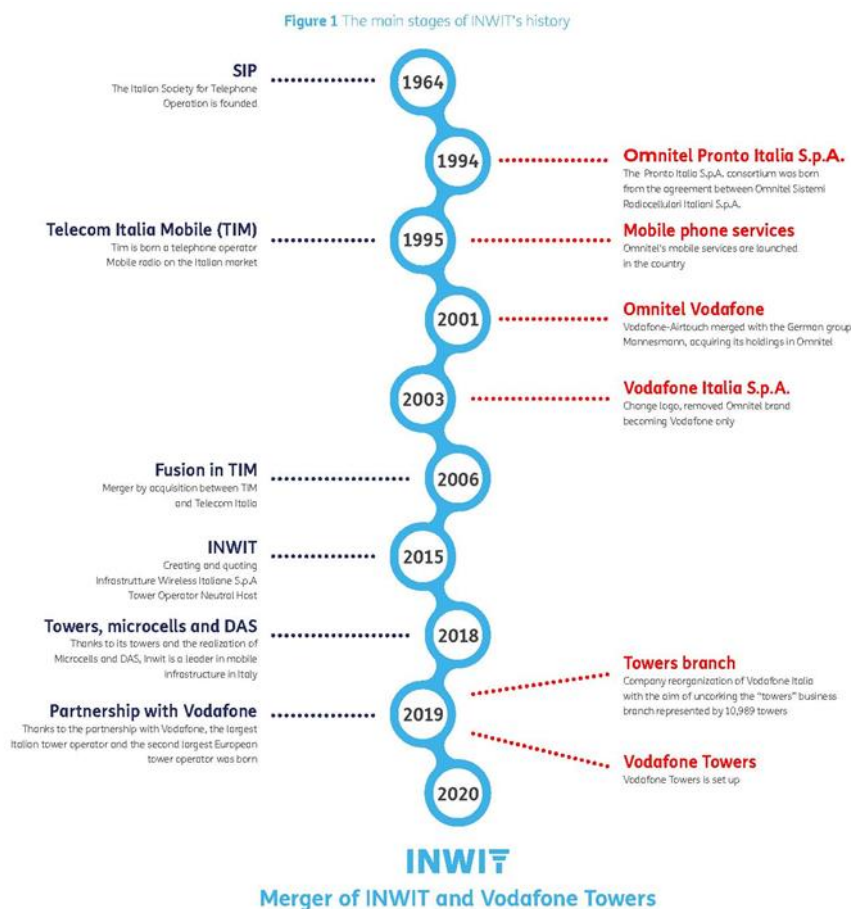 Figure 1 The main stages of INWIT's history
SIP
The Italian Society for Telephone
Operation is founded
1964
1994
Omnitel Pronto Italia S.p.A.
The Pronto Italia S.p.A. consortium was born
from the agreement between Omnitel Sistemi
Radiocellulari Italiani S.p.A.
Telecom Italia Mobile (TIM)
Tim is born a telephone operator
Mobile radio on the Italian market
1995
Mobile phone services
Omnitel's mobile services are launched
in the country
2001
Omnitel Vodafone
Vodafone-Airtouch merged with the German group
Mannesmann, acquiring its holdings in Omnitel
2003
Vodafone Italia S.p.A.
Change logo, removed Omnitel brand
becoming Vodafone only
Fusion in TIM
Merger by acquisition between TIM
and Telecom Italia
2006
INWIT
Creating and quoting
Infrastrutture Wireless Italiane S.p.A
Tower Operator Neutral Host
2015
Towers, microcells and DAS
Thanks to its towers and the realization of
Microcells and DAS, Inwit is a leader in mobile
infrastructure in Italy
2018
Towers branch
Company reorganization of Vodafone Italia
with the aim of uncorking the "towers" business
branch represented by 10,989 towers
Partnership with Vodafone
Thanks to the partnership with Vodafone, the largest
Italian tower operator and the second largest European
tower operator was born
2019
Vodafone Towers
Vodafone Towers is set up
2020
INWIT
Merger of INWIT and Vodafone Towers